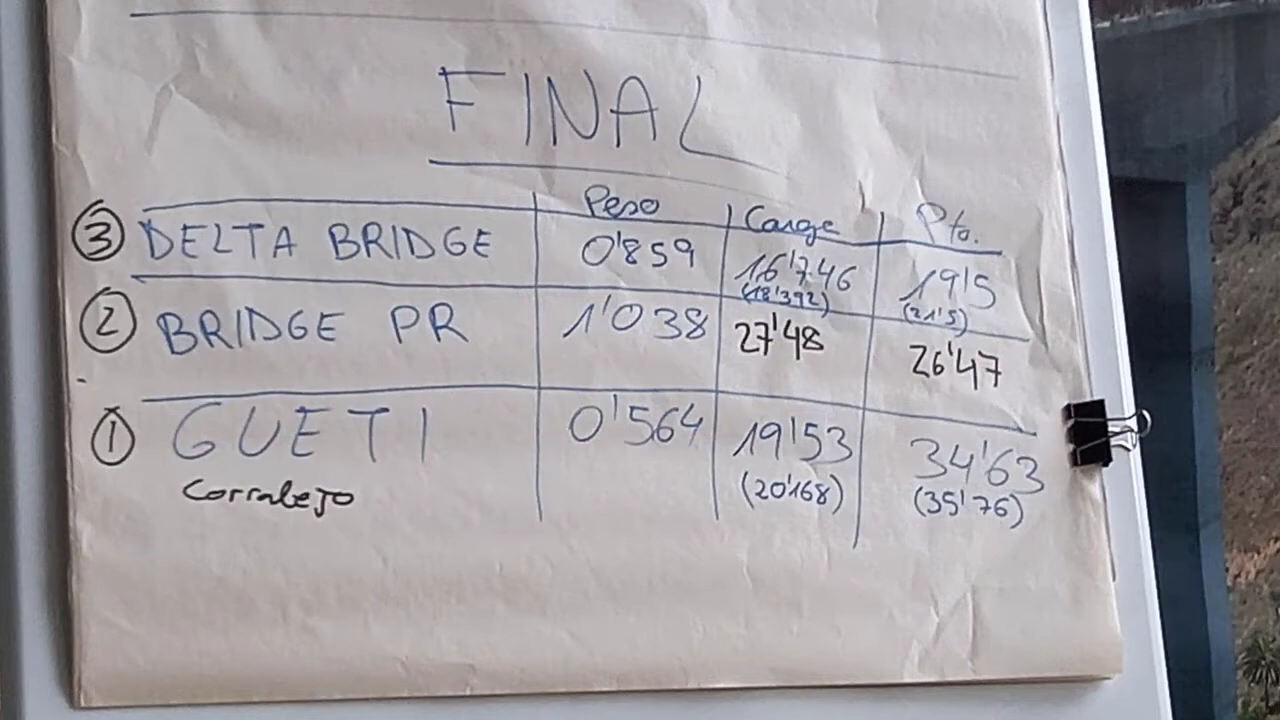 FINAL
Peso Carga Pto.
③ DELTA BRIDGE 0'859 16'746 19'5
(18'392) (21'5)
② BRIDGE PR 1'038 27'48 26'47
① GUETI 0'564 19'53 34'63
Corralejo (20'168) (35'76)